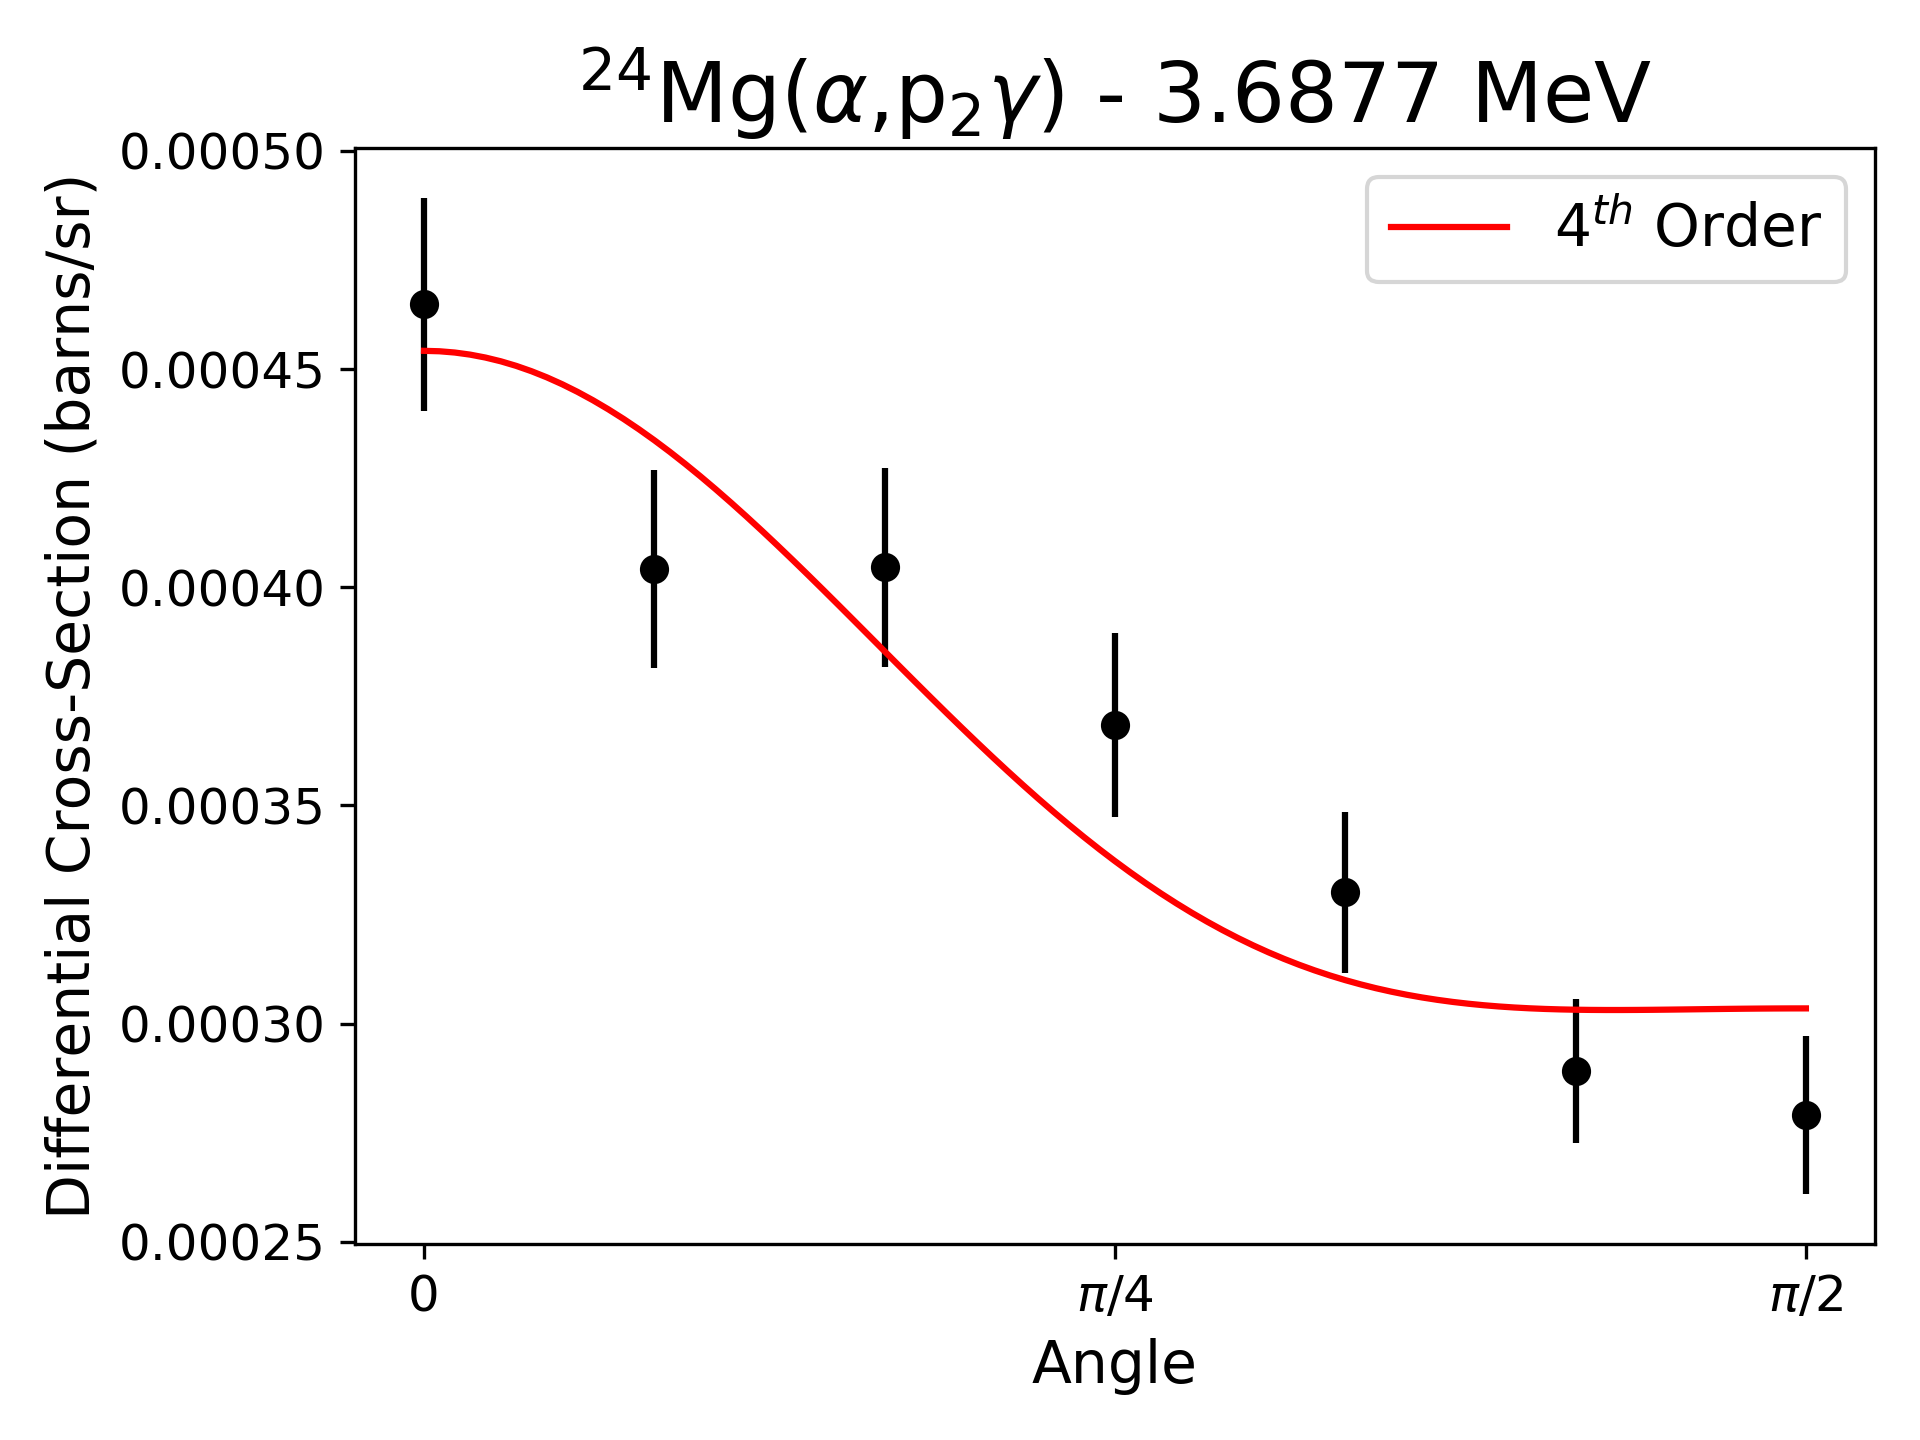 ²⁴Mg(α,p₂γ) - 3.6877 MeV
Differential Cross-Section (barns/sr)
0.00050
0.00045
0.00040
0.00035
0.00030
0.00025
4ᵗʰ Order
0 π/4 π/2
Angle